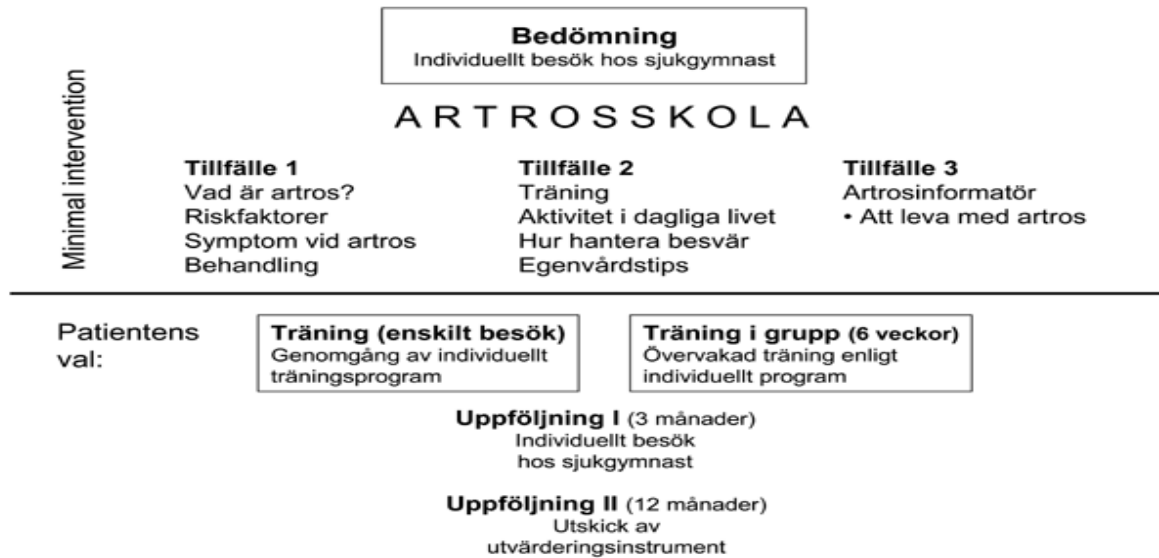 Bedömning
Individuellt besök hos sjukgymnast
Minimal intervention
ARTROSSKOLA
Tillfälle 1
Vad är artros?
Riskfaktorer
Symptom vid artros
Behandling
Tillfälle 2
Träning
Aktivitet i dagliga livet
Hur hantera besvär
Egenvårdstips
Tillfälle 3
Artrosinformatör
• Att leva med artros
Patientens
val:
Träning (enskilt besök)
Genomgång av individuellt
träningsprogram
Träning i grupp (6 veckor)
Övervakad träning enligt
individuellt program
Uppföljning I (3 månader)
Individuellt besök
hos sjukgymnast
Uppföljning II (12 månader)
Utskick av
utvärderingsinstrument